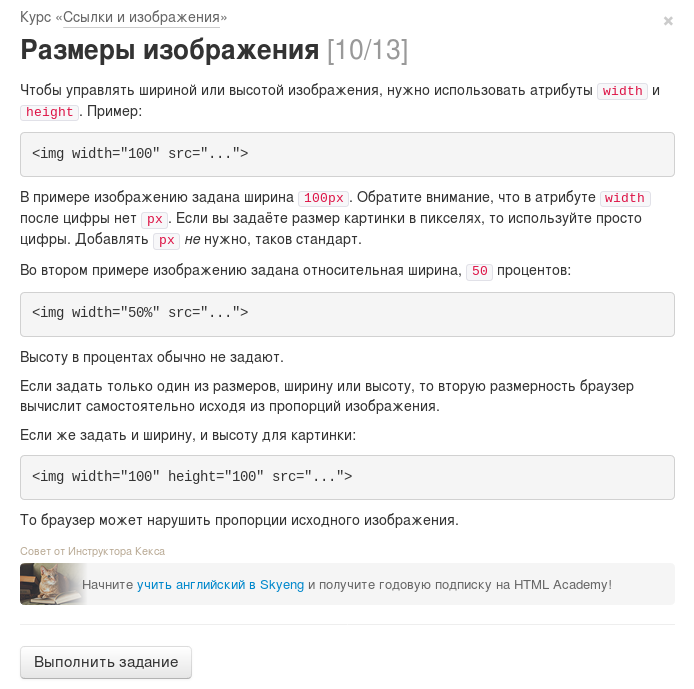 Курс «Ссылки и изображения»
×
Размеры изображения [10/13]
Чтобы управлять шириной или высотой изображения, нужно использовать атрибуты width и
height. Пример:
<img width="100" src="...">
В примере изображению задана ширина 100px. Обратите внимание, что в атрибуте width
после цифры нет px. Если вы задаёте размер картинки в пикселях, то используйте просто
цифры. Добавлять px не нужно, таков стандарт.
Во втором примере изображению задана относительная ширина, 50 процентов:
<img width="50%" src="...">
Высоту в процентах обычно не задают.
Если задать только один из размеров, ширину или высоту, то вторую размерность браузер
вычислит самостоятельно исходя из пропорций изображения.
Если же задать и ширину, и высоту для картинки:
<img width="100" height="100" src="...">
То браузер может нарушить пропорции исходного изображения.
Совет от Инструктора Кекса
Начните учить английский в Skyeng и получите годовую подписку на HTML Academy!
Выполнить задание